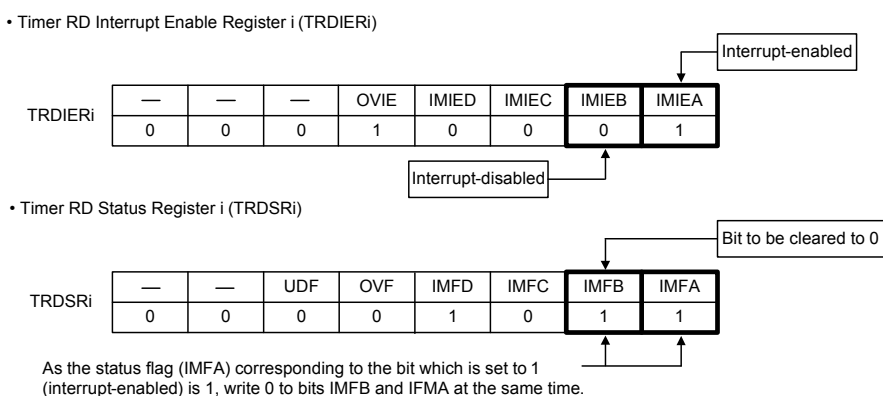 • Timer RD Interrupt Enable Register i (TRDIERi)
Interrupt-enabled
TRDIERi
— — — OVIE IMIED IMIEC IMIEB IMIEA
0 0 0 1 0 0 0 1
Interrupt-disabled
• Timer RD Status Register i (TRDSRi)
Bit to be cleared to 0
TRDSRi
— — UDF OVF IMFD IMFC IMFB IMFA
0 0 0 0 1 0 1 1
As the status flag (IMFA) corresponding to the bit which is set to 1
(interrupt-enabled) is 1, write 0 to bits IMFB and IFMA at the same time.